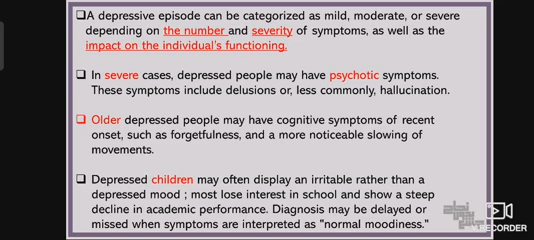 ❑A depressive episode can be categorized as mild, moderate, or severe
depending on the number and severity of symptoms, as well as the
impact on the individual's functioning.
❑ In severe cases, depressed people may have psychotic symptoms.
These symptoms include delusions or, less commonly, hallucination.
❑ Older depressed people may have cognitive symptoms of recent
onset, such as forgetfulness, and a more noticeable slowing of
movements.
❑ Depressed children may often display an irritable rather than a
depressed mood ; most lose interest in school and show a steep
decline in academic performance. Diagnosis may be delayed or
missed when symptoms are interpreted as "normal moodiness."
RECORDER